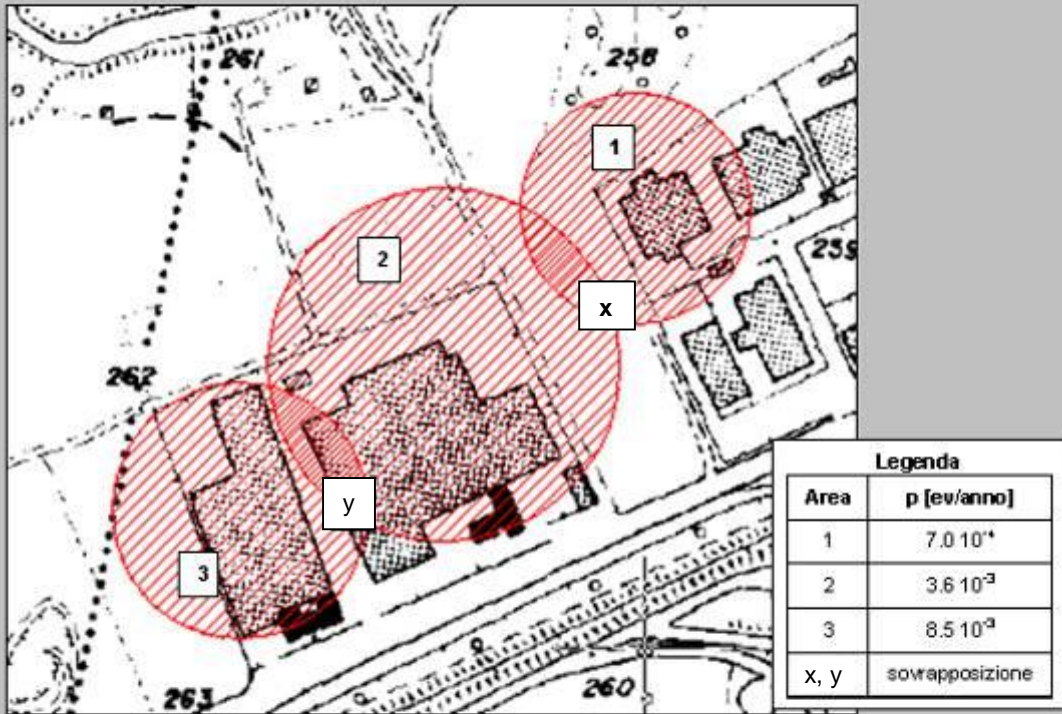 261
258
1
2
259
x
262
y
3
263
260
Legenda
Area p [ev/anno]
1 7.0 10⁻⁴
2 3.6 10⁻³
3 8.5 10⁻³
x, y sovrapposizione